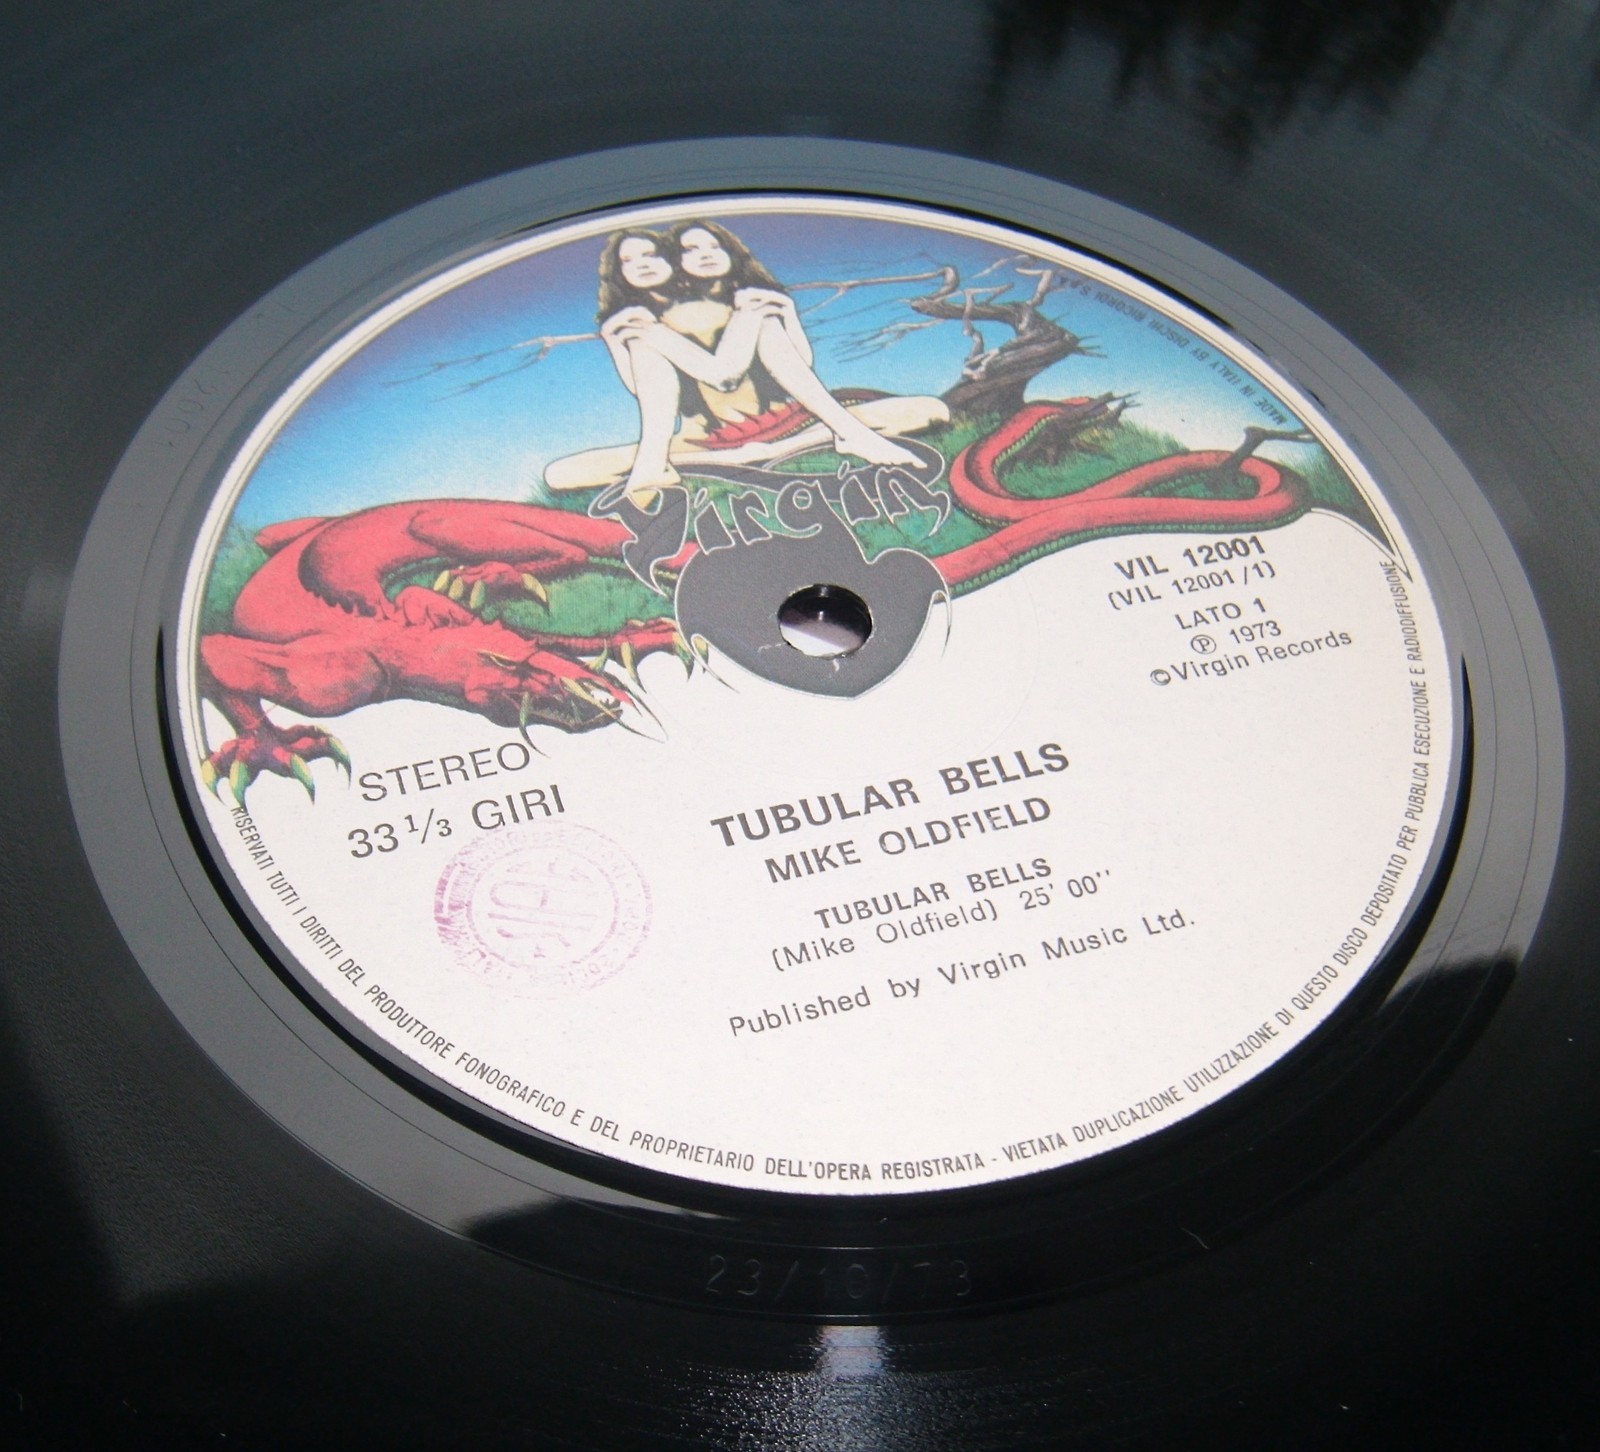 MADE IN ITALY BY DISCHI RICORDI S.p.A.
Virgin
VIL 12001
(VIL 12001/1)
LATO 1
Ⓟ 1973
©Virgin Records
STEREO
33 1/3 GIRI
TUBULAR BELLS
MIKE OLDFIELD
TUBULAR BELLS
(Mike Oldfield) 25' 00''
Published by Virgin Music Ltd.
RISERVATI TUTTI I DIRITTI DEL PRODUTTORE FONOGRAFICO E DEL PROPRIETARIO DELL'OPERA REGISTRATA - VIETATA DUPLICAZIONE UTILIZZAZIONE DI QUESTO DISCO DEPOSITATO PER PUBBLICA ESECUZIONE E RADIODIFFUSIONE
23/10/73